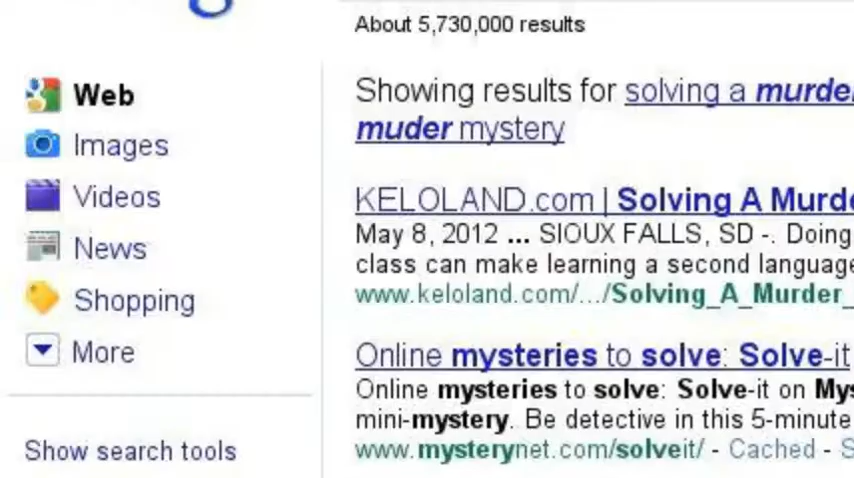 About 5,730,000 results
Web
Images
Videos
News
Shopping
More
Show search tools
Showing results for solving a
muder mystery
KELOLAND.com | Solving A
May 8, 2012 ... SIOUX FALLS, SD -. Doing
class can make learning a second language
www.keloland.com/.../Solving_A_Murder_
Online mysteries to solve: Solve-it
Online mysteries to solve: Solve-it on
mini-mystery. Be detective in this 5-minute
www.mysterynet.com/solveit/ - Cached -